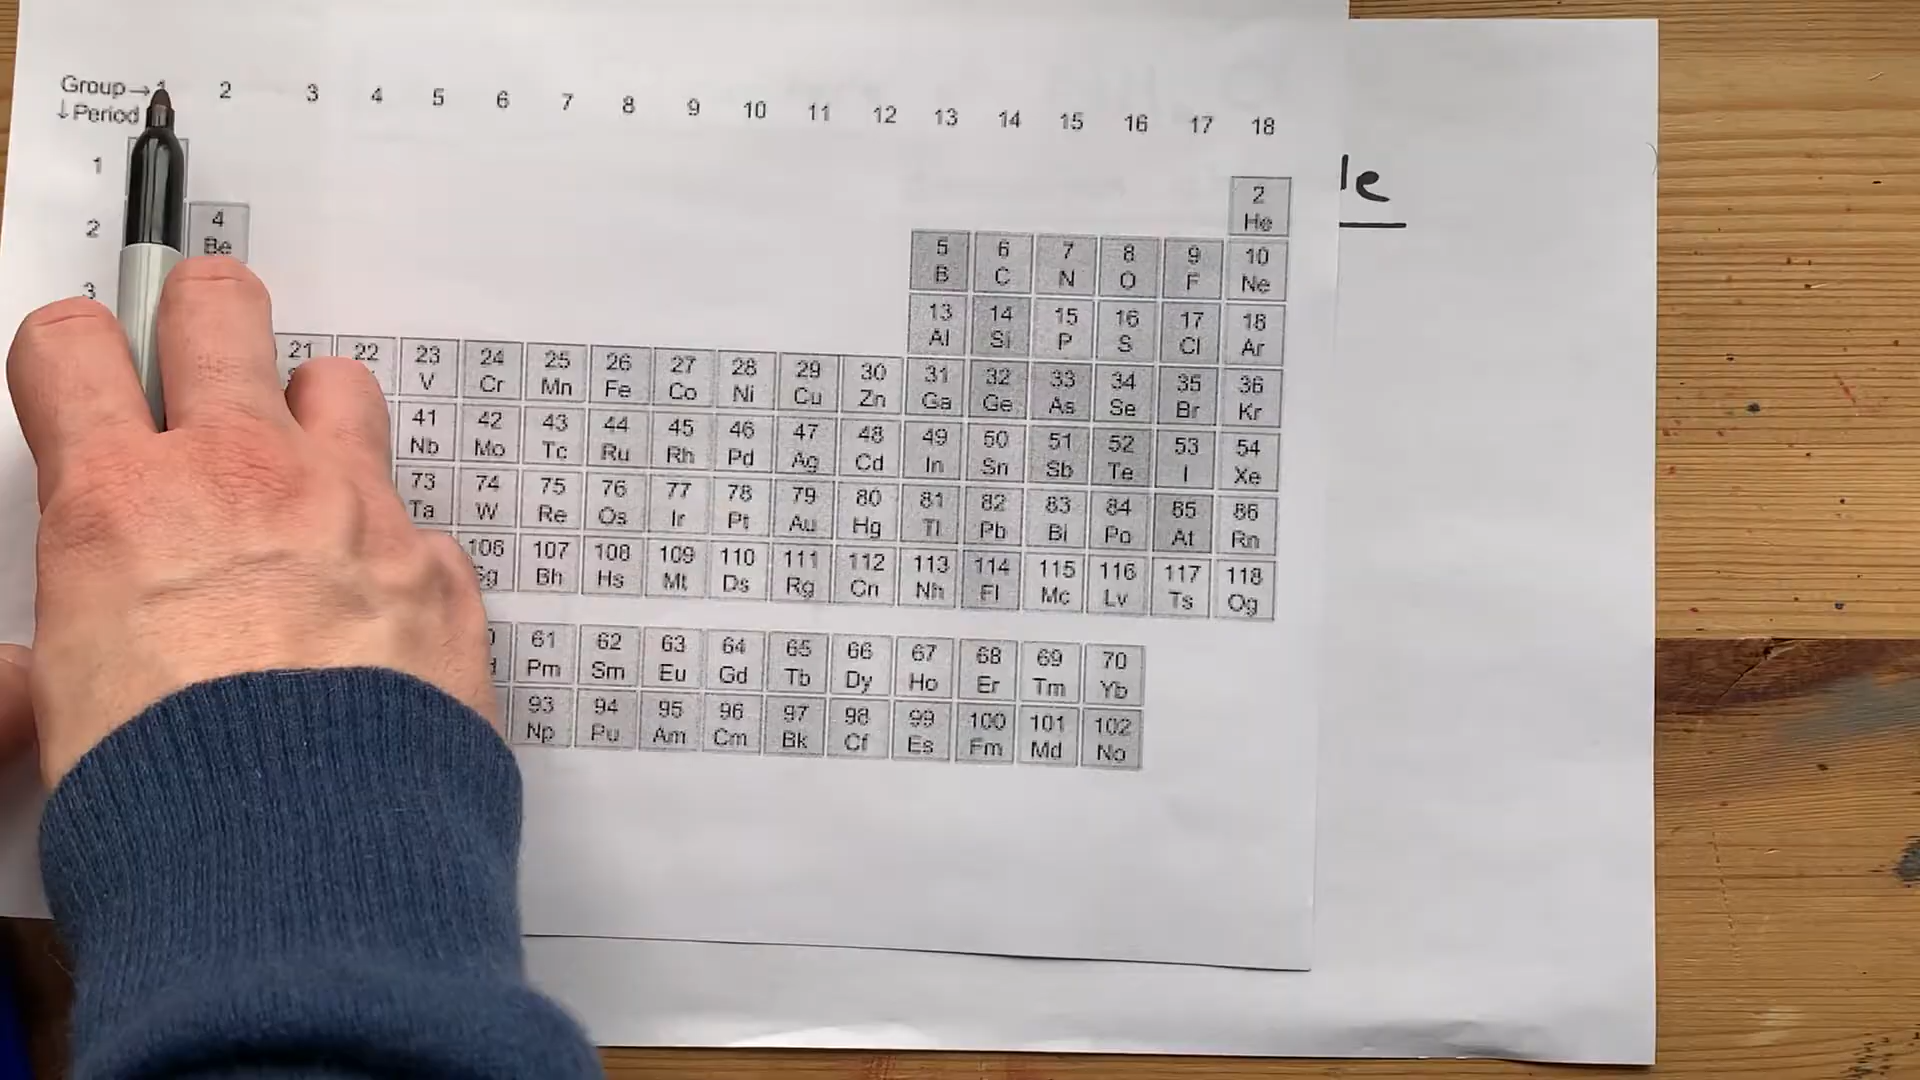 Group→1 2 3 4 5 6 7 8 9 10 11 12 13 14 15 16 17 18
↓Period
1 2
He
2 4 5 6 7 8 9 10
Be B C N O F Ne
3 13 14 15 16 17 18
Al Si P S Cl Ar
21 22 23 24 25 26 27 28 29 30 31 32 33 34 35 36
V Cr Mn Fe Co Ni Cu Zn Ga Ge As Se Br Kr
41 42 43 44 45 46 47 48 49 50 51 52 53 54
Nb Mo Tc Ru Rh Pd Ag Cd In Sn Sb Te I Xe
73 74 75 76 77 78 79 80 81 82 83 84 85 86
Ta W Re Os Ir Pt Au Hg Tl Pb Bi Po At Rn
106 107 108 109 110 111 112 113 114 115 116 117 118
Sg Bh Hs Mt Ds Rg Cn Nh Fl Mc Lv Ts Og
61 62 63 64 65 66 67 68 69 70
Pm Sm Eu Gd Tb Dy Ho Er Tm Yb
93 94 95 96 97 98 99 100 101 102
Np Pu Am Cm Bk Cf Es Fm Md No
le